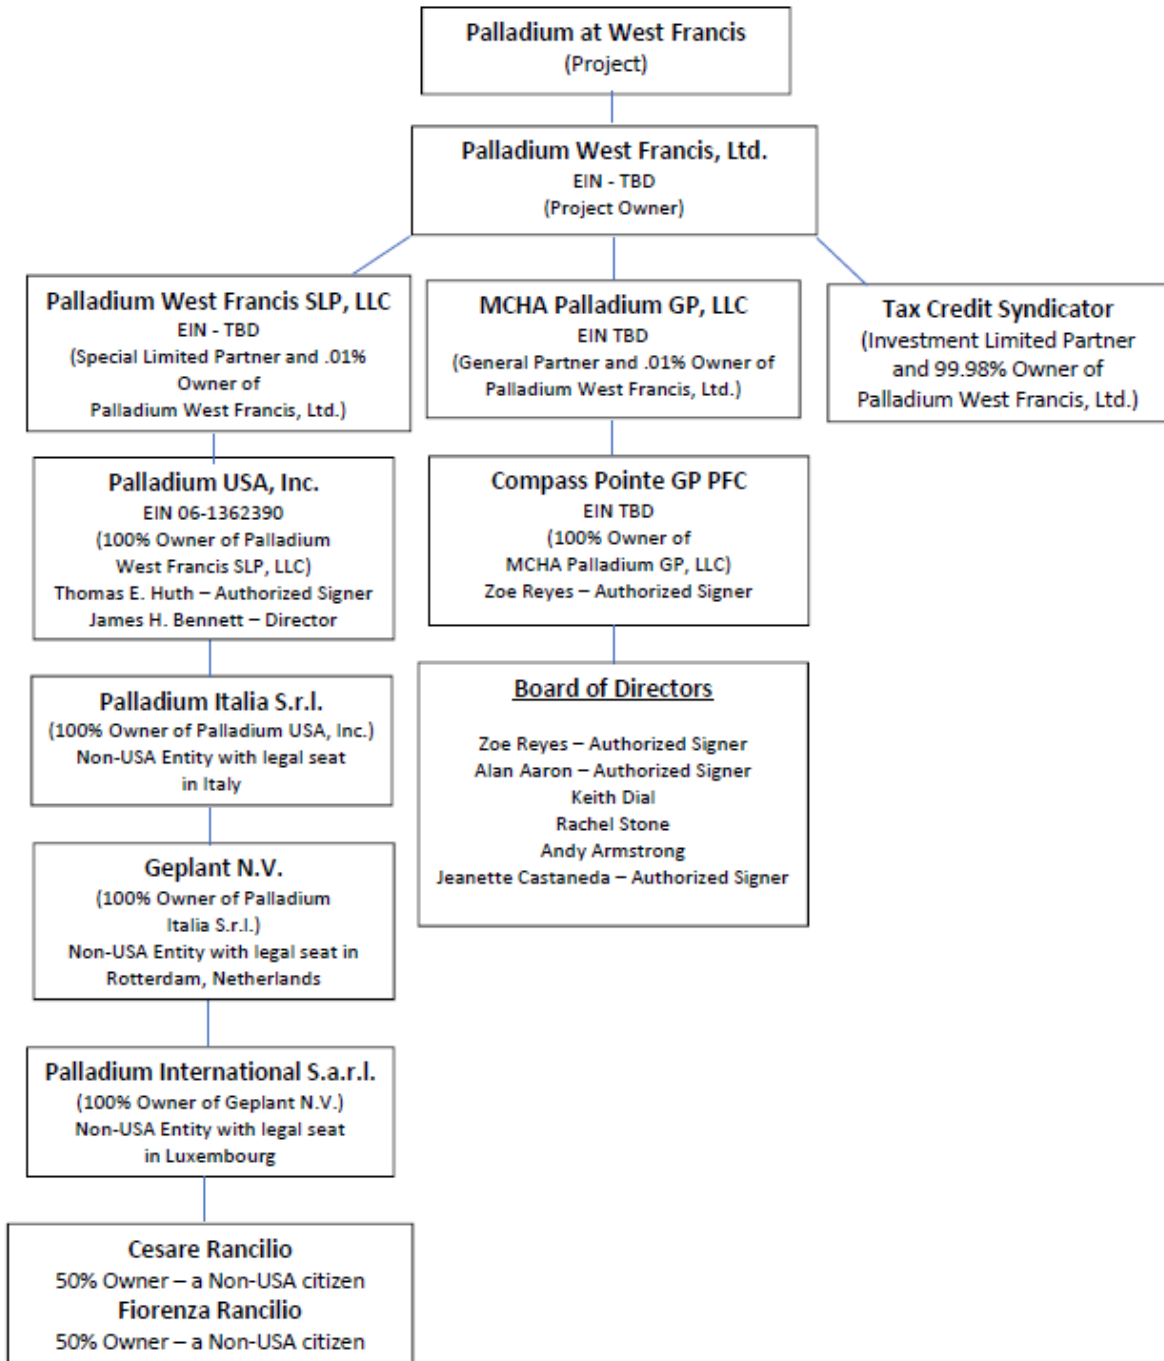 Palladium at West Francis
(Project)
Palladium West Francis, Ltd.
EIN - TBD
(Project Owner)
Palladium West Francis SLP, LLC
EIN - TBD
(Special Limited Partner and .01%
Owner of
Palladium West Francis, Ltd.)
MCHA Palladium GP, LLC
EIN TBD
(General Partner and .01% Owner of
Palladium West Francis, Ltd.)
Tax Credit Syndicator
(Investment Limited Partner
and 99.98% Owner of
Palladium West Francis, Ltd.)
Palladium USA, Inc.
EIN 06-1362390
(100% Owner of Palladium
West Francis SLP, LLC)
Thomas E. Huth – Authorized Signer
James H. Bennett – Director
Compass Pointe GP PFC
EIN TBD
(100% Owner of
MCHA Palladium GP, LLC)
Zoe Reyes – Authorized Signer
Palladium Italia S.r.l.
(100% Owner of Palladium USA, Inc.)
Non-USA Entity with legal seat
in Italy
Board of Directors
Zoe Reyes – Authorized Signer
Alan Aaron – Authorized Signer
Keith Dial
Rachel Stone
Andy Armstrong
Jeanette Castaneda – Authorized Signer
Geplant N.V.
(100% Owner of Palladium
Italia S.r.l.)
Non-USA Entity with legal seat in
Rotterdam, Netherlands
Palladium International S.a.r.l.
(100% Owner of Geplant N.V.)
Non-USA Entity with legal seat
in Luxembourg
Cesare Rancilio
50% Owner – a Non-USA citizen
Fiorenza Rancilio
50% Owner – a Non-USA citizen